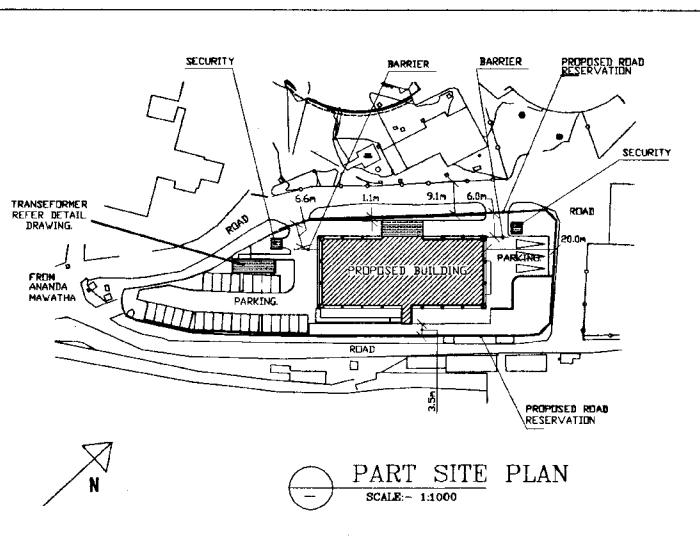 SECURITY
BARRIER
BARRIER
PROPOSED ROAD
RESERVATION
SECURITY
TRANSEFORMER
REFER DETAIL
DRAWING.
6.6m
1.1m
9.1m
6.0m
ROAD
ROAD
20.0m
PROPOSED BUILDING
PARKING
FROM
ANANDA
MAWATHA
PARKING.
ROAD
3.5m
PROPOSED ROAD
RESERVATION
N
PART SITE PLAN
SCALE:- 1:1000